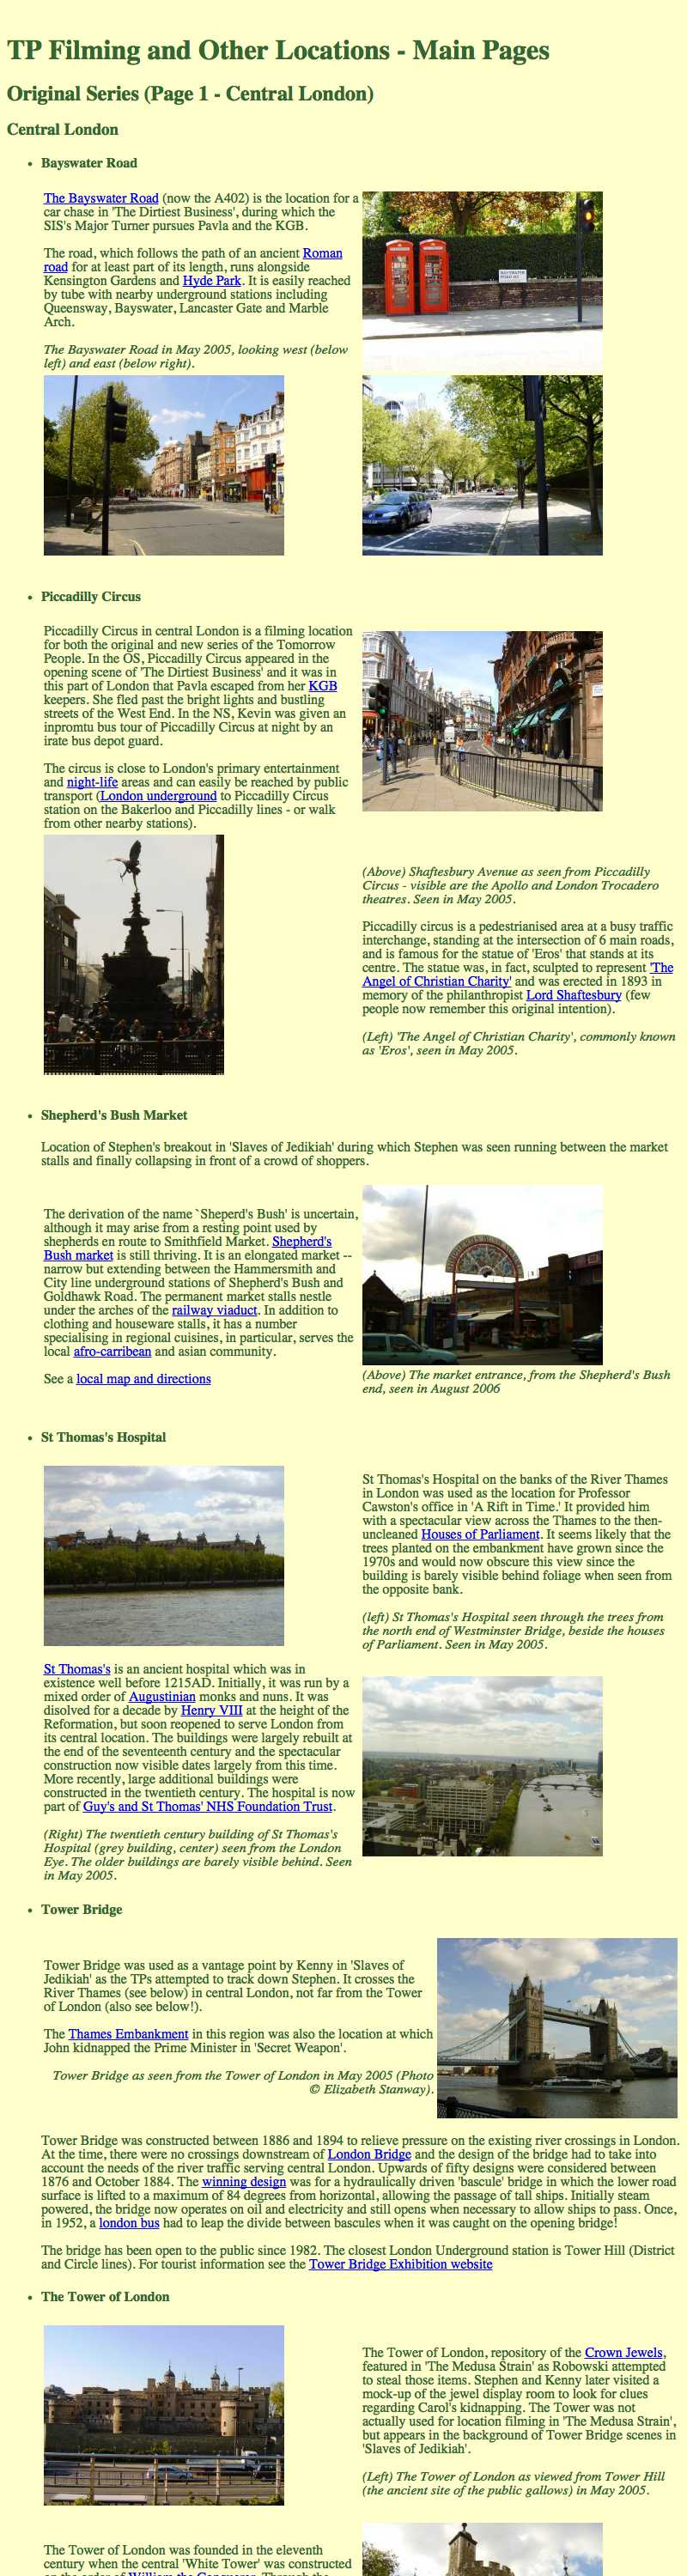 TP Filming and Other Locations - Main Pages
Original Series (Page 1 - Central London)
Central London
Bayswater Road
The Bayswater Road (now the A402) is the location for a
car chase in 'The Dirtiest Business', during which the
SIS's Major Turner pursues Pavla and the KGB.
The road, which follows the path of an ancient Roman
road for at least part of its length, runs alongside
Kensington Gardens and Hyde Park. It is easily reached
by tube with nearby underground stations including
Queensway, Bayswater, Lancaster Gate and Marble
Arch.
The Bayswater Road in May 2005, looking west (below
left) and east (below right).
BAYSWATER
Piccadilly Circus
Piccadilly Circus in central London is a filming location
for both the original and new series of the Tomorrow
People. In the OS, Piccadilly Circus appeared in the
opening scene of 'The Dirtiest Business' and it was in
this part of London that Pavla escaped from her KGB
keepers. She fled past the bright lights and bustling
streets of the West End. In the NS, Kevin was given an
inpromtu bus tour of Piccadilly Circus at night by an
irate bus depot guard.
The circus is close to London's primary entertainment
and night-life areas and can easily be reached by public
transport (London underground to Piccadilly Circus
station on the Bakerloo and Piccadilly lines - or walk
from other nearby stations).
(Above) Shaftesbury Avenue as seen from Piccadilly
Circus - visible are the Apollo and London Trocadero
theatres. Seen in May 2005.
Piccadilly circus is a pedestrianised area at a busy traffic
interchange, standing at the intersection of 6 main roads,
and is famous for the statue of 'Eros' that stands at its
centre. The statue was, in fact, sculpted to represent 'The
Angel of Christian Charity' and was erected in 1893 in
memory of the philanthropist Lord Shaftesbury (few
people now remember this original intention).
(Left) 'The Angel of Christian Charity', commonly known
as 'Eros', seen in May 2005.
Shepherd's Bush Market
Location of Stephen's breakout in 'Slaves of Jedikiah' during which Stephen was seen running between the market
stalls and finally collapsing in front of a crowd of shoppers.
The derivation of the name `Sheperd's Bush' is uncertain,
although it may arise from a resting point used by
shepherds en route to Smithfield Market. Shepherd's
Bush market is still thriving. It is an elongated market --
narrow but extending between the Hammersmith and
City line underground stations of Shepherd's Bush and
Goldhawk Road. The permanent market stalls nestle
under the arches of the railway viaduct. In addition to
clothing and houseware stalls, it has a number
specialising in regional cuisines, in particular, serves the
local afro-carribean and asian community.
See a local map and directions
(Above) The market entrance, from the Shepherd's Bush
end, seen in August 2006
St Thomas's Hospital
St Thomas's Hospital on the banks of the River Thames
in London was used as the location for Professor
Cawston's office in 'A Rift in Time.' It provided him
with a spectacular view across the Thames to the then-
uncleaned Houses of Parliament. It seems likely that the
trees planted on the embankment have grown since the
1970s and would now obscure this view since the
building is barely visible behind foliage when seen from
the opposite bank.
(left) St Thomas's Hospital seen through the trees from
the north end of Westminster Bridge, beside the houses
of Parliament. Seen in May 2005.
St Thomas's is an ancient hospital which was in
existence well before 1215AD. Initially, it was run by a
mixed order of Augustinian monks and nuns. It was
disolved for a decade by Henry VIII at the height of the
Reformation, but soon reopened to serve London from
its central location. The buildings were largely rebuilt at
the end of the seventeenth century and the spectacular
construction now visible dates largely from this time.
More recently, large additional buildings were
constructed in the twentieth century. The hospital is now
part of Guy's and St Thomas' NHS Foundation Trust.
(Right) The twentieth century building of St Thomas's
Hospital (grey building, center) seen from the London
Eye. The older buildings are barely visible behind. Seen
in May 2005.
Tower Bridge
Tower Bridge was used as a vantage point by Kenny in 'Slaves of
Jedikiah' as the TPs attempted to track down Stephen. It crosses the
River Thames (see below) in central London, not far from the Tower
of London (also see below!).
The Thames Embankment in this region was also the location at which
John kidnapped the Prime Minister in 'Secret Weapon'.
Tower Bridge as seen from the Tower of London in May 2005 (Photo
© Elizabeth Stanway).
Tower Bridge was constructed between 1886 and 1894 to relieve pressure on the existing river crossings in London.
At the time, there were no crossings downstream of London Bridge and the design of the bridge had to take into
account the needs of the river traffic serving central London. Upwards of fifty designs were considered between
1876 and October 1884. The winning design was for a hydraulically driven 'bascule' bridge in which the lower road
surface is lifted to a maximum of 84 degrees from horizontal, allowing the passage of tall ships. Initially steam
powered, the bridge now operates on oil and electricity and still opens when necessary to allow ships to pass. Once,
in 1952, a london bus had to leap the divide between bascules when it was caught on the opening bridge!
The bridge has been open to the public since 1982. The closest London Underground station is Tower Hill (District
and Circle lines). For tourist information see the Tower Bridge Exhibition website
The Tower of London
The Tower of London, repository of the Crown Jewels,
featured in 'The Medusa Strain' as Robowski attempted
to steal those items. Stephen and Kenny later visited a
mock-up of the jewel display room to look for clues
regarding Carol's kidnapping. The Tower was not
actually used for location filming in 'The Medusa Strain',
but appears in the background of Tower Bridge scenes in
'Slaves of Jedikiah'.
(Left) The Tower of London as viewed from Tower Hill
(the ancient site of the public gallows) in May 2005.
The Tower of London was founded in the eleventh
century when the central 'White Tower' was constructed